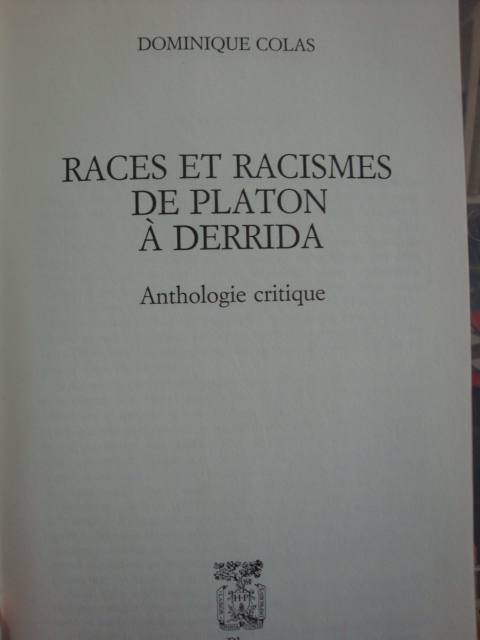 DOMINIQUE COLAS
RACES ET RACISMES
DE PLATON
À DERRIDA
Anthologie critique